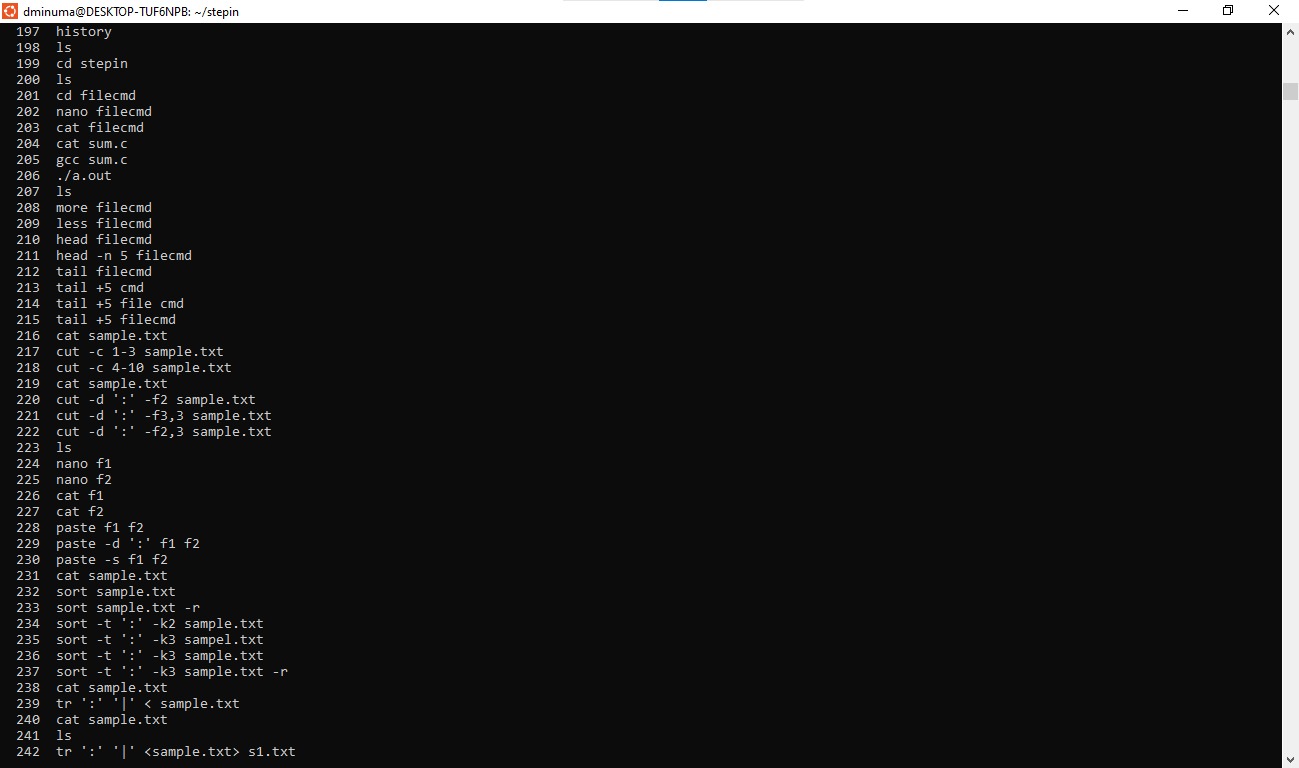 dminuma@DESKTOP-TUF6NPB: ~/stepin
197 history
198 ls
199 cd stepin
200 ls
201 cd filecmd
202 nano filecmd
203 cat filecmd
204 cat sum.c
205 gcc sum.c
206 ./a.out
207 ls
208 more filecmd
209 less filecmd
210 head filecmd
211 head -n 5 filecmd
212 tail filecmd
213 tail +5 cmd
214 tail +5 file cmd
215 tail +5 filecmd
216 cat sample.txt
217 cut -c 1-3 sample.txt
218 cut -c 4-10 sample.txt
219 cat sample.txt
220 cut -d ':' -f2 sample.txt
221 cut -d ':' -f3,3 sample.txt
222 cut -d ':' -f2,3 sample.txt
223 ls
224 nano f1
225 nano f2
226 cat f1
227 cat f2
228 paste f1 f2
229 paste -d ':' f1 f2
230 paste -s f1 f2
231 cat sample.txt
232 sort sample.txt
233 sort sample.txt -r
234 sort -t ':' -k2 sample.txt
235 sort -t ':' -k3 sampel.txt
236 sort -t ':' -k3 sample.txt
237 sort -t ':' -k3 sample.txt -r
238 cat sample.txt
239 tr ':' '|' < sample.txt
240 cat sample.txt
241 ls
242 tr ':' '|' <sample.txt> s1.txt